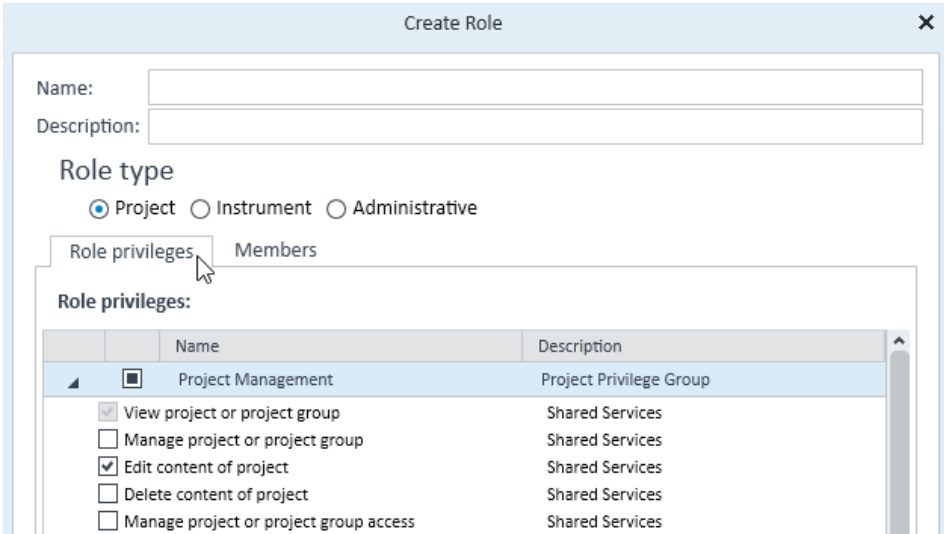 Create Role
Name:
Description:
Role type
Project Instrument Administrative
Role privileges Members
Role privileges:
Name Description
Project Management Project Privilege Group
View project or project group Shared Services
Manage project or project group Shared Services
Edit content of project Shared Services
Delete content of project Shared Services
Manage project or project group access Shared Services